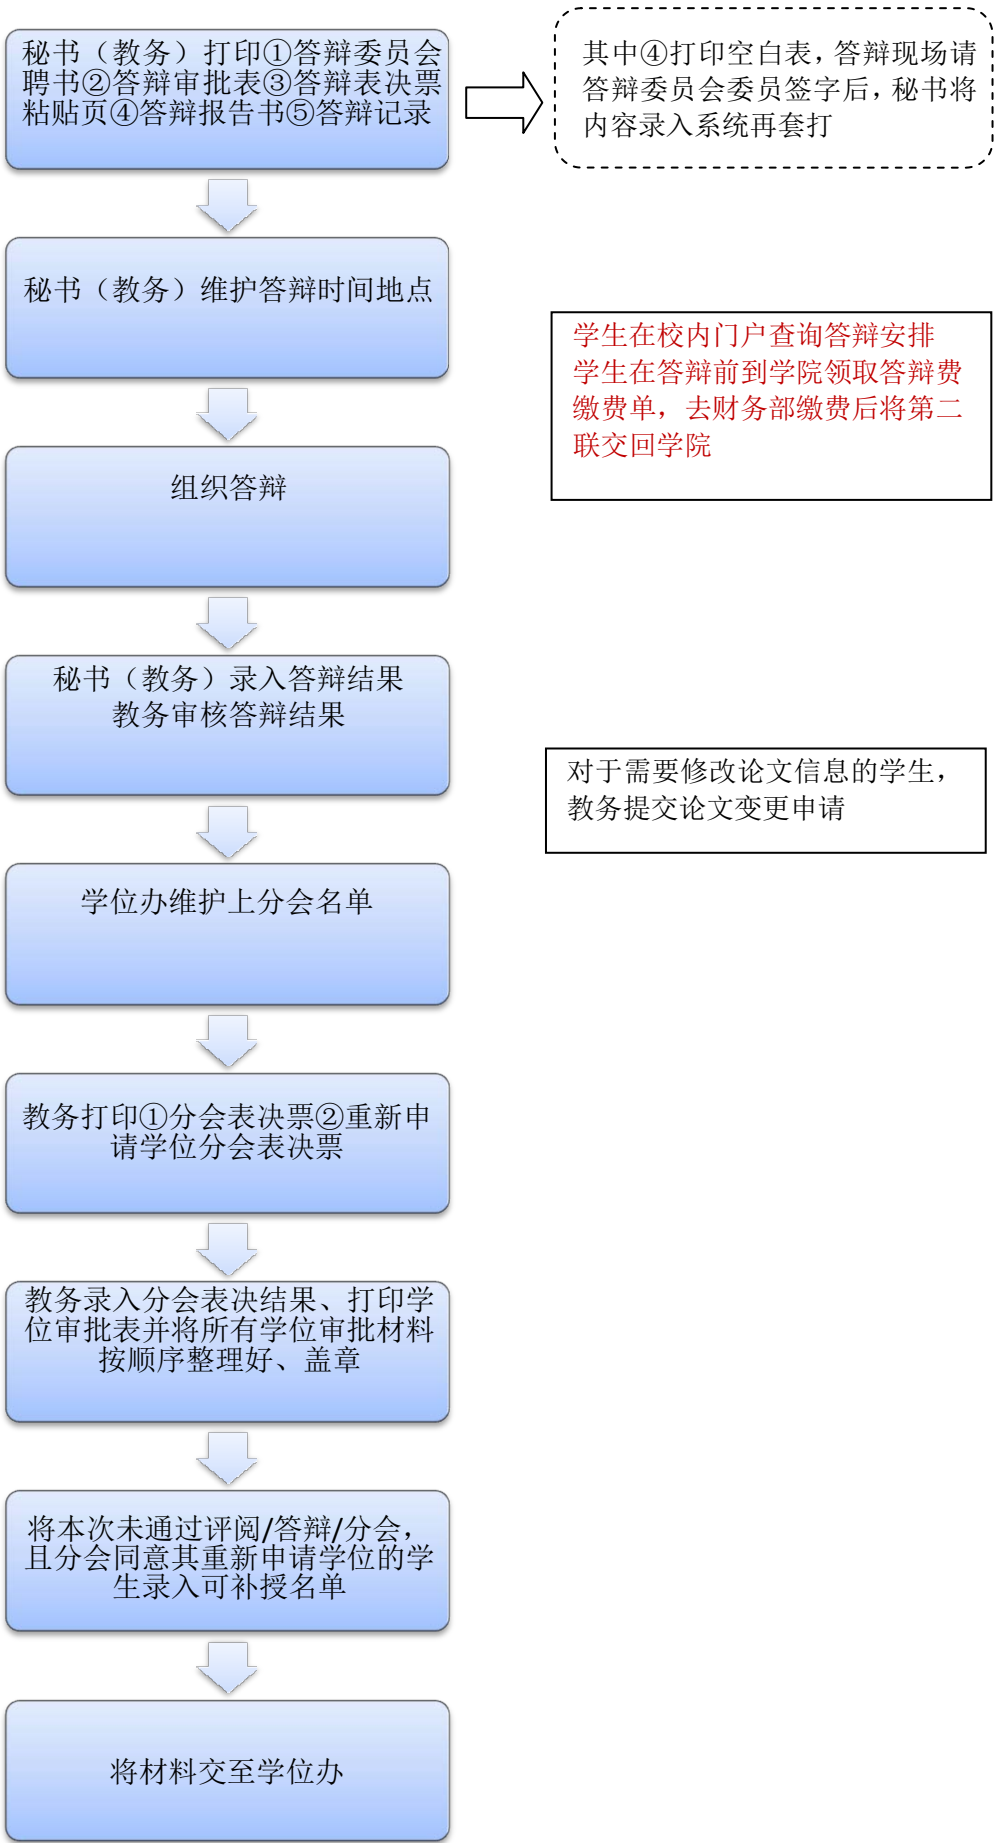 秘书（教务）打印①答辩委员会
聘书②答辩审批表③答辩表决票
粘贴页④答辩报告书⑤答辩记录
其中④打印空白表，答辩现场请
答辩委员会委员签字后，秘书将
内容录入系统再套打
秘书（教务）维护答辩时间地点
学生在校内门户查询答辩安排
学生在答辩前到学院领取答辩费
缴费单，去财务部缴费后将第二
联交回学院
组织答辩
秘书（教务）录入答辩结果
教务审核答辩结果
对于需要修改论文信息的学生，
教务提交论文变更申请
学位办维护上分会名单
教务打印①分会表决票②重新申
请学位分会表决票
教务录入分会表决结果、打印学
位审批表并将所有学位审批材料
按顺序整理好、盖章
将本次未通过评阅/答辩/分会，
且分会同意其重新申请学位的学
生录入可补授名单
将材料交至学位办